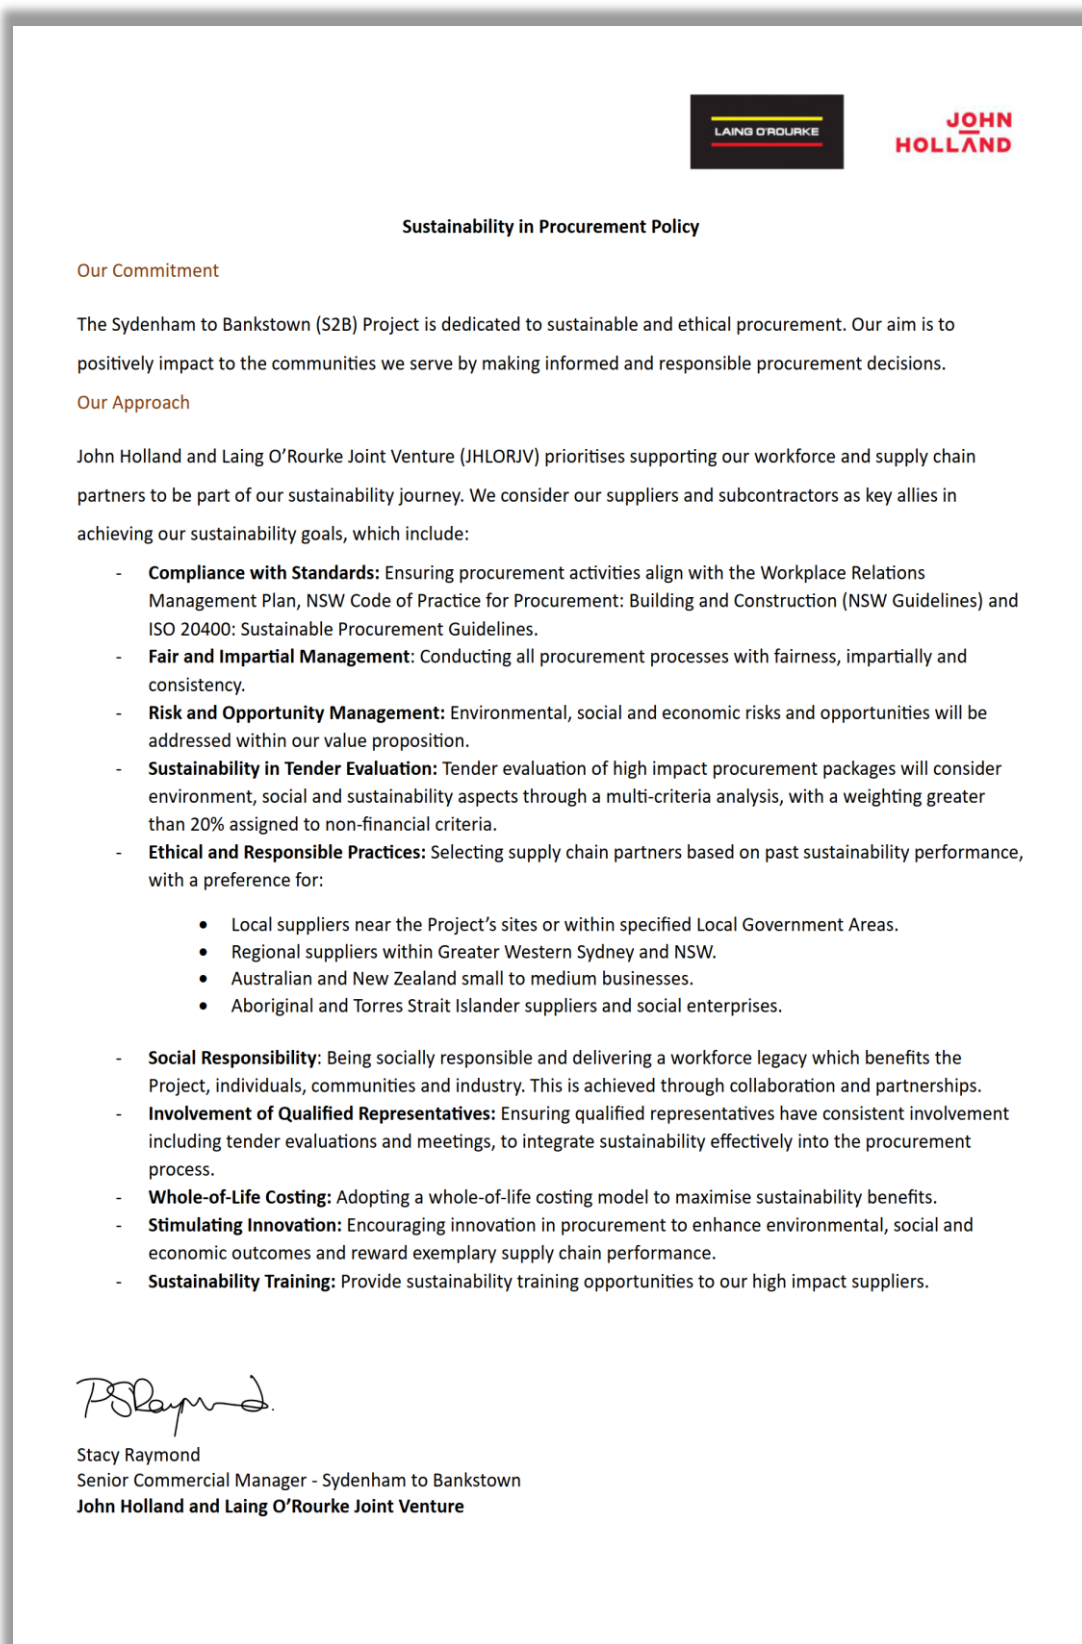 LAING O'ROURKE
JOHN
HOLLAND
Sustainability in Procurement Policy
Our Commitment
The Sydenham to Bankstown (S2B) Project is dedicated to sustainable and ethical procurement. Our aim is to
positively impact to the communities we serve by making informed and responsible procurement decisions.
Our Approach
John Holland and Laing O’Rourke Joint Venture (JHLORJV) prioritises supporting our workforce and supply chain
partners to be part of our sustainability journey. We consider our suppliers and subcontractors as key allies in
achieving our sustainability goals, which include:
- Compliance with Standards: Ensuring procurement activities align with the Workplace Relations
Management Plan, NSW Code of Practice for Procurement: Building and Construction (NSW Guidelines) and
ISO 20400: Sustainable Procurement Guidelines.
- Fair and Impartial Management: Conducting all procurement processes with fairness, impartially and
consistency.
- Risk and Opportunity Management: Environmental, social and economic risks and opportunities will be
addressed within our value proposition.
- Sustainability in Tender Evaluation: Tender evaluation of high impact procurement packages will consider
environment, social and sustainability aspects through a multi-criteria analysis, with a weighting greater
than 20% assigned to non-financial criteria.
- Ethical and Responsible Practices: Selecting supply chain partners based on past sustainability performance,
with a preference for:
• Local suppliers near the Project’s sites or within specified Local Government Areas.
• Regional suppliers within Greater Western Sydney and NSW.
• Australian and New Zealand small to medium businesses.
• Aboriginal and Torres Strait Islander suppliers and social enterprises.
- Social Responsibility: Being socially responsible and delivering a workforce legacy which benefits the
Project, individuals, communities and industry. This is achieved through collaboration and partnerships.
- Involvement of Qualified Representatives: Ensuring qualified representatives have consistent involvement
including tender evaluations and meetings, to integrate sustainability effectively into the procurement
process.
- Whole-of-Life Costing: Adopting a whole-of-life costing model to maximise sustainability benefits.
- Stimulating Innovation: Encouraging innovation in procurement to enhance environmental, social and
economic outcomes and reward exemplary supply chain performance.
- Sustainability Training: Provide sustainability training opportunities to our high impact suppliers.
PSRaymond.
Stacy Raymond
Senior Commercial Manager - Sydenham to Bankstown
John Holland and Laing O’Rourke Joint Venture